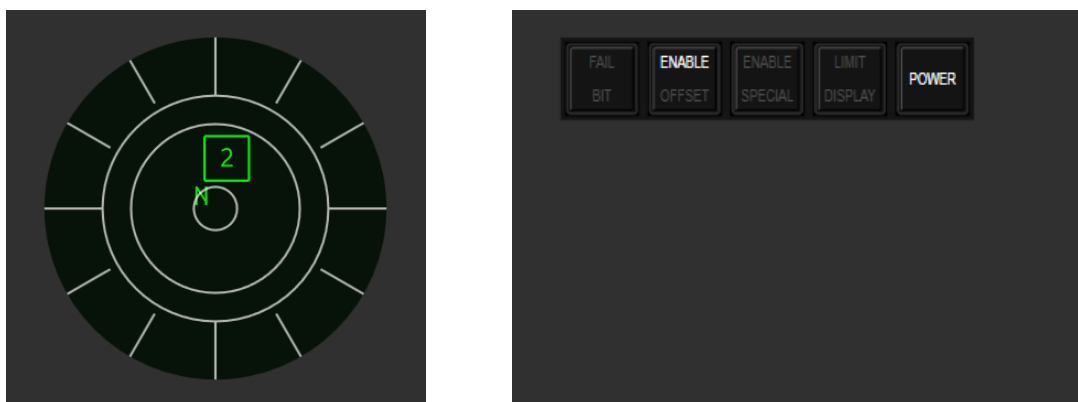 2
N
FAIL
BIT
ENABLE
OFFSET
ENABLE
SPECIAL
LIMIT
DISPLAY
POWER